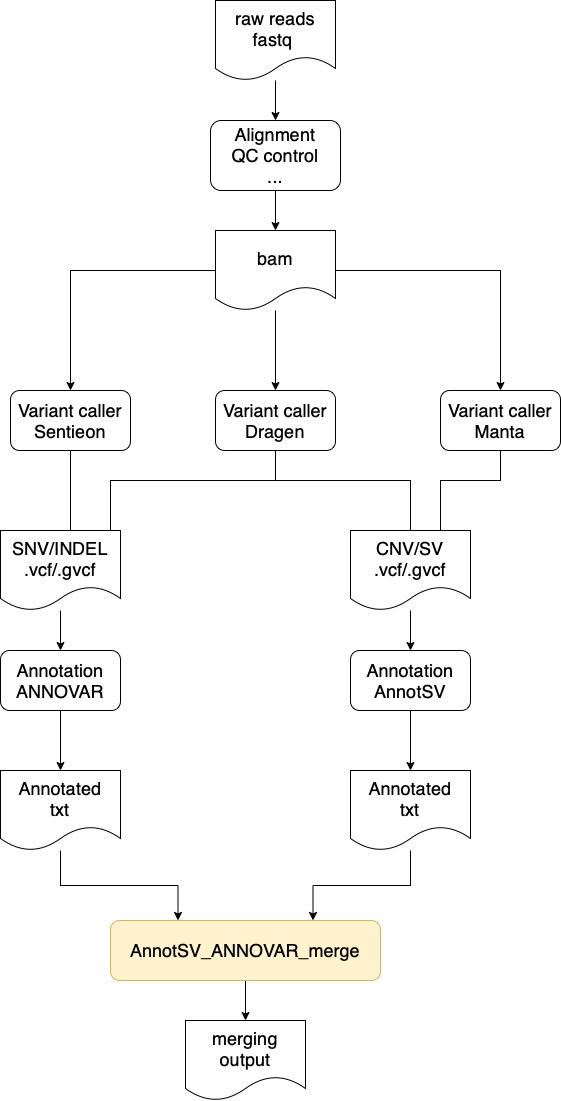 raw reads
fastq
Alignment
QC control
...
bam
Variant caller
Sentieon
Variant caller
Dragen
Variant caller
Manta
SNV/INDEL
.vcf/.gvcf
CNV/SV
.vcf/.gvcf
Annotation
ANNOVAR
Annotation
AnnotSV
Annotated
txt
Annotated
txt
AnnotSV_ANNOVAR_merge
merging
output